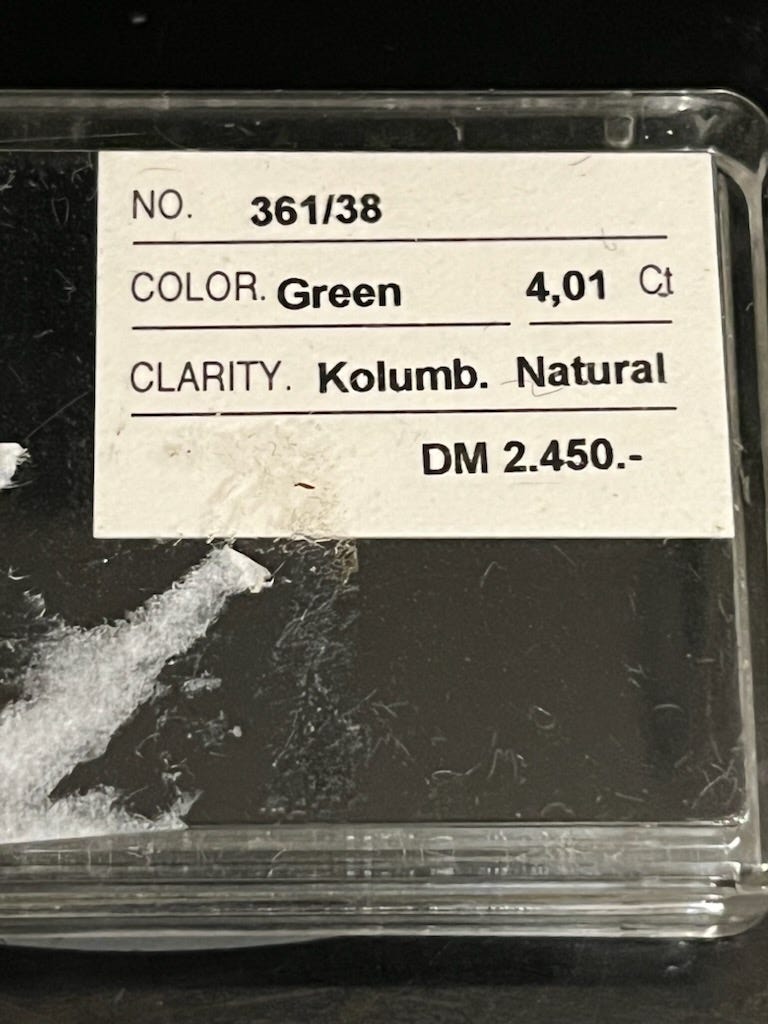 NO. 361/38
COLOR. Green 4,01 Ct
CLARITY. Kolumb. Natural
DM 2.450.-